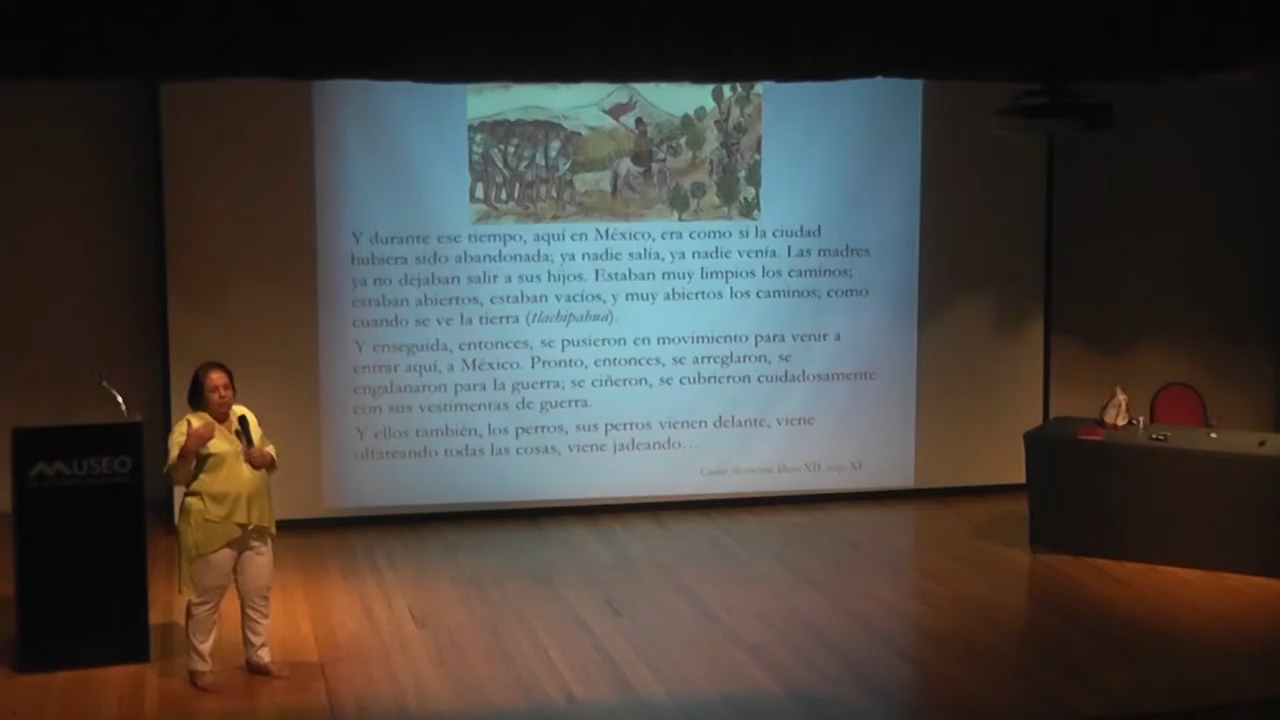 Y durante ese tiempo, aquí en México, era como si la ciudad
hubiera sido abandonada; ya nadie salía, ya nadie venía. Las madres
ya no dejaban salir a sus hijos. Estaban muy limpios los caminos;
estaban abiertos, estaban vacíos, y muy abiertos los caminos; como
cuando se ve la tierra (tlachipahua).
Y enseguida, entonces, se pusieron en movimiento para venir a
entrar aquí, a México. Pronto, entonces, se arreglaron, se
engalanaron para la guerra; se ciñeron, se cubrieron cuidadosamente
con sus vestimentas de guerra.
Y ellos también, los perros, sus perros vienen delante, viene
olfateando todas las cosas, viene jadeando…
libro XII, cap. XI
MUSEO